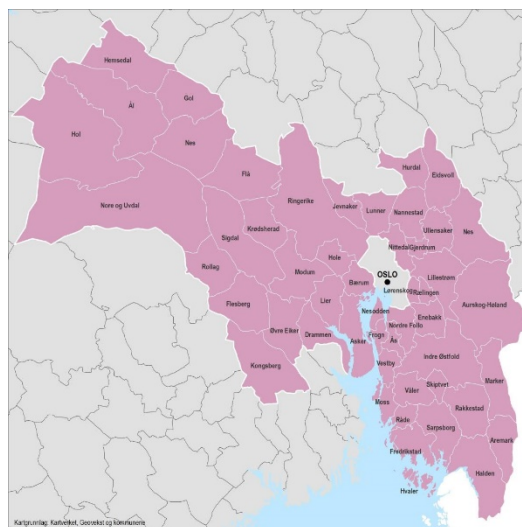 Hemsedal
Ål
Gol
Hol
Nes
Flå
Nore og Uvdal
Ringerike
Jevnaker
Lunner
Hurdal
Eidsvoll
Nannestad
Ullensaker
Nes
Nittedal
Gjerdrum
Sigdal
Krødsherad
Hole
Rollag
Modum
Bærum
OSLO
Lørenskog
Lillestrøm
Rælingen
Aurskog-Høland
Lier
Flesberg
Øvre Eiker
Drammen
Asker
Nesodden
Enebakk
Nordre Follo
Frogn
Ås
Vestby
Indre Østfold
Kongsberg
Våler
Skiptvet
Marker
Moss
Råde
Rakkestad
Sarpsborg
Aremark
Fredrikstad
Halden
Hvaler
Kartgrunnlag: Kartverket, Geovekst og kommunene